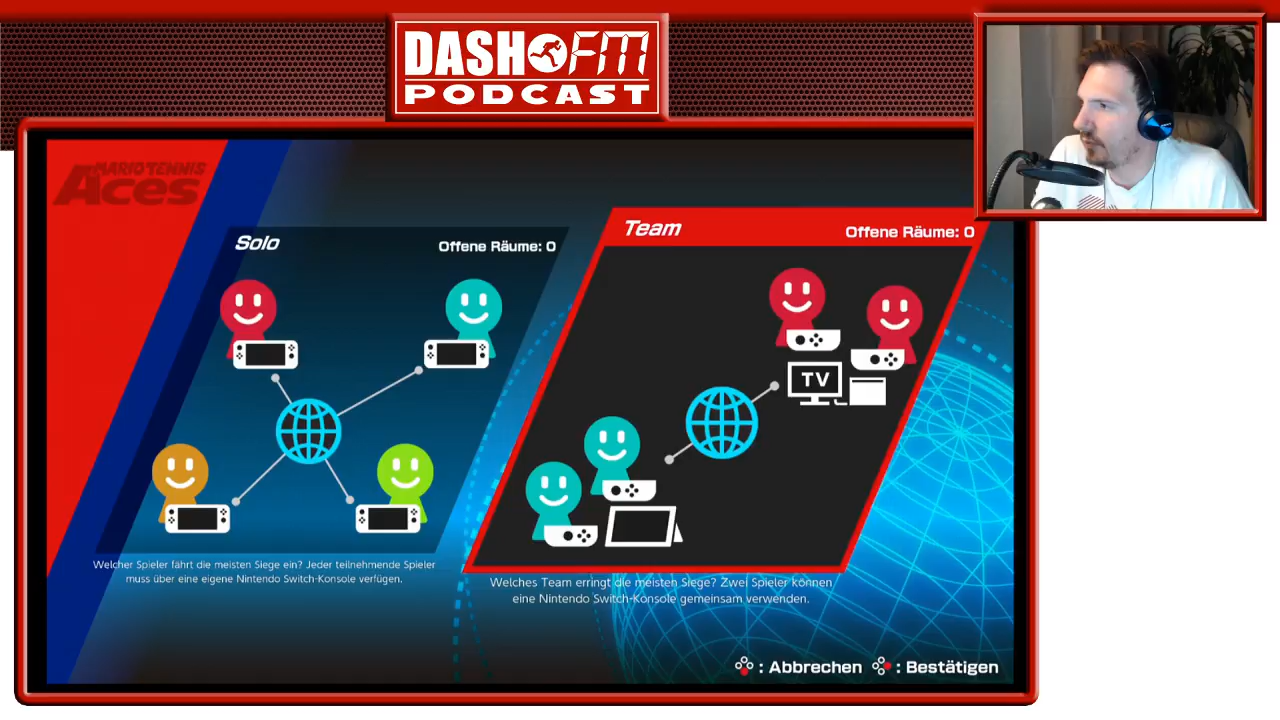 DASH FM
PODCAST
MARIO TENNIS
Aces
Solo
Offene Räume: 0
Team
Offene Räume: 0
TV
Welcher Spieler fährt die meisten Siege ein? Jeder teilnehmende Spieler
muss über eine eigene Nintendo Switch-Konsole verfügen.
Welches Team erringt die meisten Siege? Zwei Spieler können
eine Nintendo Switch-Konsole gemeinsam verwenden.
: Abbrechen : Bestätigen